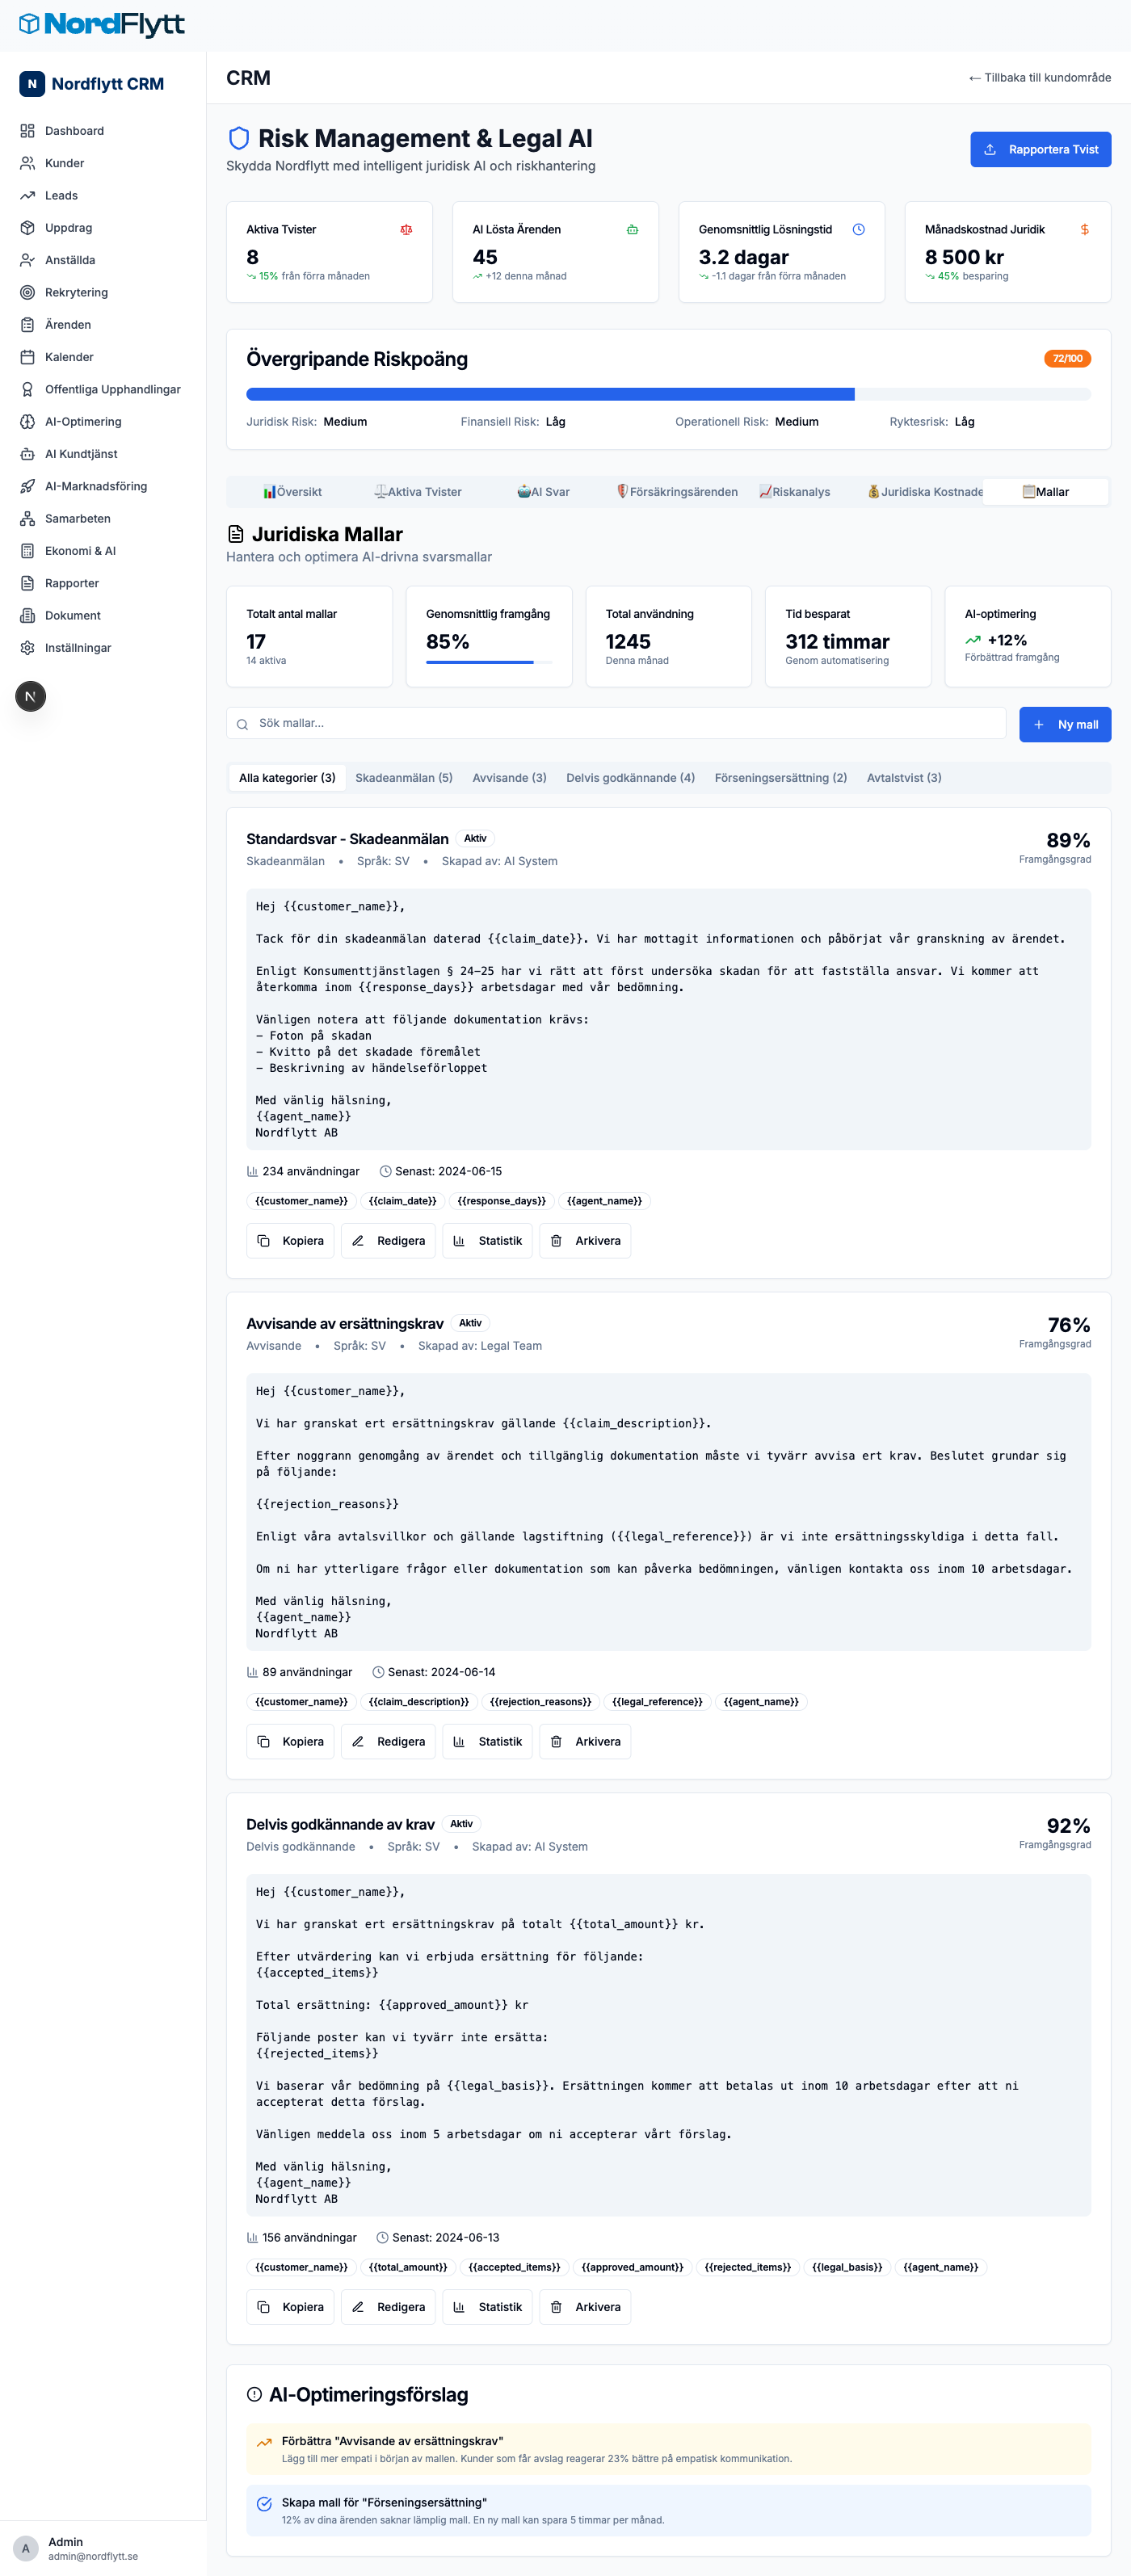 NordFlytt
N Nordflytt CRM
Dashboard
Kunder
Leads
Uppdrag
Anställda
Rekrytering
Ärenden
Kalender
Offentliga Upphandlingar
AI-Optimering
AI Kundtjänst
AI-Marknadsföring
Samarbeten
Ekonomi & AI
Rapporter
Dokument
Inställningar
N
A
Admin
admin@nordflytt.se
CRM
← Tillbaka till kundområde
Risk Management & Legal AI
Skydda Nordflytt med intelligent juridisk AI och riskhantering
Rapportera Tvist
Aktiva Tvister
8
15% från förra månaden
AI Lösta Ärenden
45
+12 denna månad
Genomsnittlig Lösningstid
3.2 dagar
-1.1 dagar från förra månaden
Månadskostnad Juridik
8 500 kr
45% besparing
Övergripande Riskpoäng
72/100
Juridisk Risk: Medium
Finansiell Risk: Låg
Operationell Risk: Medium
Ryktesrisk: Låg
Översikt
Aktiva Tvister
AI Svar
Försäkringsärenden
Riskanalys
Juridiska Kostnade
Mallar
Juridiska Mallar
Hantera och optimera AI-drivna svarsmallar
Totalt antal mallar
17
14 aktiva
Genomsnittlig framgång
85%
Total användning
1245
Denna månad
Tid besparat
312 timmar
Genom automatisering
AI-optimering
+12%
Förbättrad framgång
Sök mallar...
Ny mall
Alla kategorier (3)
Skadeanmälan (5)
Avvisande (3)
Delvis godkännande (4)
Förseningsersättning (2)
Avtalstvist (3)
Standardsvar - Skadeanmälan Aktiv
Skadeanmälan • Språk: SV • Skapad av: AI System
89%
Framgångsgrad
Hej {{customer_name}},
Tack för din skadeanmälan daterad {{claim_date}}. Vi har mottagit informationen och påbörjat vår granskning av ärendet.
Enligt Konsumenttjänstlagen § 24-25 har vi rätt att först undersöka skadan för att fastställa ansvar. Vi kommer att
återkomma inom {{response_days}} arbetsdagar med vår bedömning.
Vänligen notera att följande dokumentation krävs:
- Foton på skadan
- Kvitto på det skadade föremålet
- Beskrivning av händelseförloppet
Med vänlig hälsning,
{{agent_name}}
Nordflytt AB
234 användningar Senast: 2024-06-15
{{customer_name}} {{claim_date}} {{response_days}} {{agent_name}}
Kopiera Redigera Statistik Arkivera
Avvisande av ersättningskrav Aktiv
Avvisande • Språk: SV • Skapad av: Legal Team
76%
Framgångsgrad
Hej {{customer_name}},
Vi har granskat ert ersättningskrav gällande {{claim_description}}.
Efter noggrann genomgång av ärendet och tillgänglig dokumentation måste vi tyvärr avvisa ert krav. Beslutet grundar sig
på följande:
{{rejection_reasons}}
Enligt våra avtalsvillkor och gällande lagstiftning ({{legal_reference}}) är vi inte ersättningsskyldiga i detta fall.
Om ni har ytterligare frågor eller dokumentation som kan påverka bedömningen, vänligen kontakta oss inom 10 arbetsdagar.
Med vänlig hälsning,
{{agent_name}}
Nordflytt AB
89 användningar Senast: 2024-06-14
{{customer_name}} {{claim_description}} {{rejection_reasons}} {{legal_reference}} {{agent_name}}
Kopiera Redigera Statistik Arkivera
Delvis godkännande av krav Aktiv
Delvis godkännande • Språk: SV • Skapad av: AI System
92%
Framgångsgrad
Hej {{customer_name}},
Vi har granskat ert ersättningskrav på totalt {{total_amount}} kr.
Efter utvärdering kan vi erbjuda ersättning för följande:
{{accepted_items}}
Total ersättning: {{approved_amount}} kr
Följande poster kan vi tyvärr inte ersätta:
{{rejected_items}}
Vi baserar vår bedömning på {{legal_basis}}. Ersättningen kommer att betalas ut inom 10 arbetsdagar efter att ni
accepterat detta förslag.
Vänligen meddela oss inom 5 arbetsdagar om ni accepterar vårt förslag.
Med vänlig hälsning,
{{agent_name}}
Nordflytt AB
156 användningar Senast: 2024-06-13
{{customer_name}} {{total_amount}} {{accepted_items}} {{approved_amount}} {{rejected_items}} {{legal_basis}} {{agent_name}}
Kopiera Redigera Statistik Arkivera
AI-Optimeringsförslag
Förbättra "Avvisande av ersättningskrav"
Lägg till mer empati i början av mallen. Kunder som får avslag reagerar 23% bättre på empatisk kommunikation.
Skapa mall för "Förseningsersättning"
12% av dina ärenden saknar lämplig mall. En ny mall kan spara 5 timmar per månad.